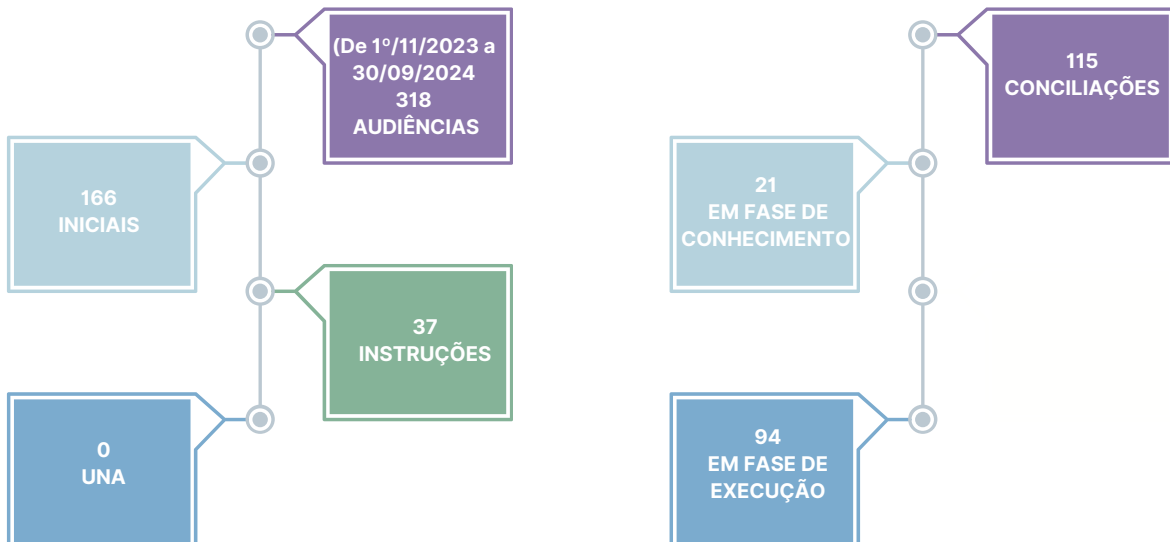 (De 1º/11/2023 a
30/09/2024
318
AUDIÊNCIAS
166
INICIAIS
37
INSTRUÇÕES
0
UNA
115
CONCILIAÇÕES
21
EM FASE DE
CONHECIMENTO
94
EM FASE DE
EXECUÇÃO